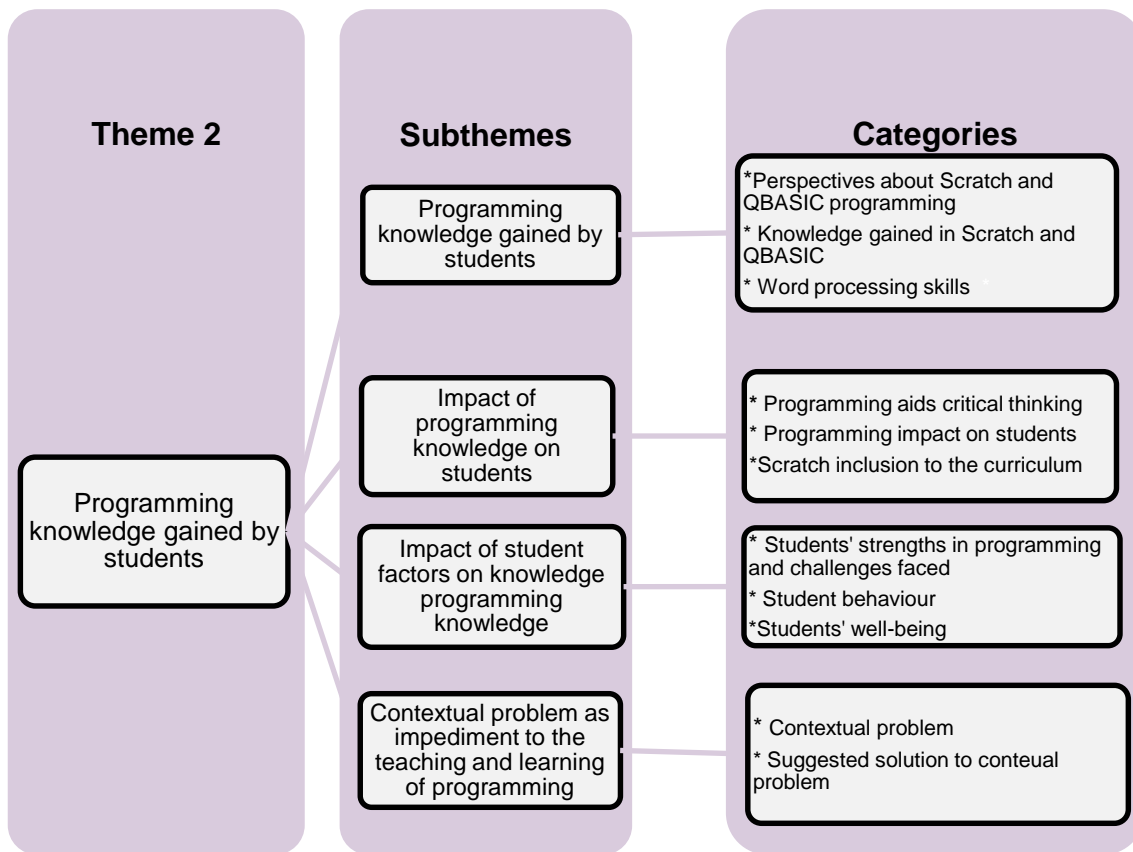 Theme 2
Programming
knowledge gained by
students
Subthemes
Programming
knowledge gained by
students
Impact of
programming
knowledge on
students
Impact of student
factors on knowledge
programming
knowledge
Contextual problem as
impediment to the
teaching and learning
of programming
Categories
*Perspectives about Scratch and
QBASIC programming
* Knowledge gained in Scratch and
QBASIC
* Word processing skills *
* Programming aids critical thinking
* Programming impact on students
*Scratch inclusion to the curriculum
* Students' strengths in programming
and challenges faced
* Student behaviour
*Students' well-being
* Contextual problem
* Suggested solution to conteual
problem